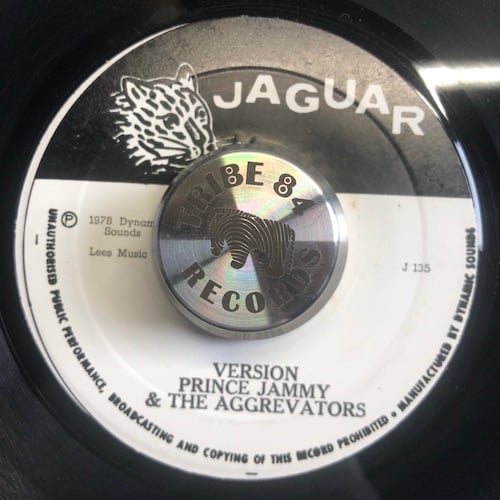 JAGUAR
TRIBE 84
RECORDS
Ⓟ 1978 Dynam
Sounds
Lees Music
J 135
VERSION
PRINCE JAMMY
& THE AGGREVATORS
UNAUTHORISED PUBLIC PERFORMANCE, BROADCASTING AND COPYING OF THIS RECORD PROHIBITED • MANUFACTURED BY DYNAMIC SOUNDS